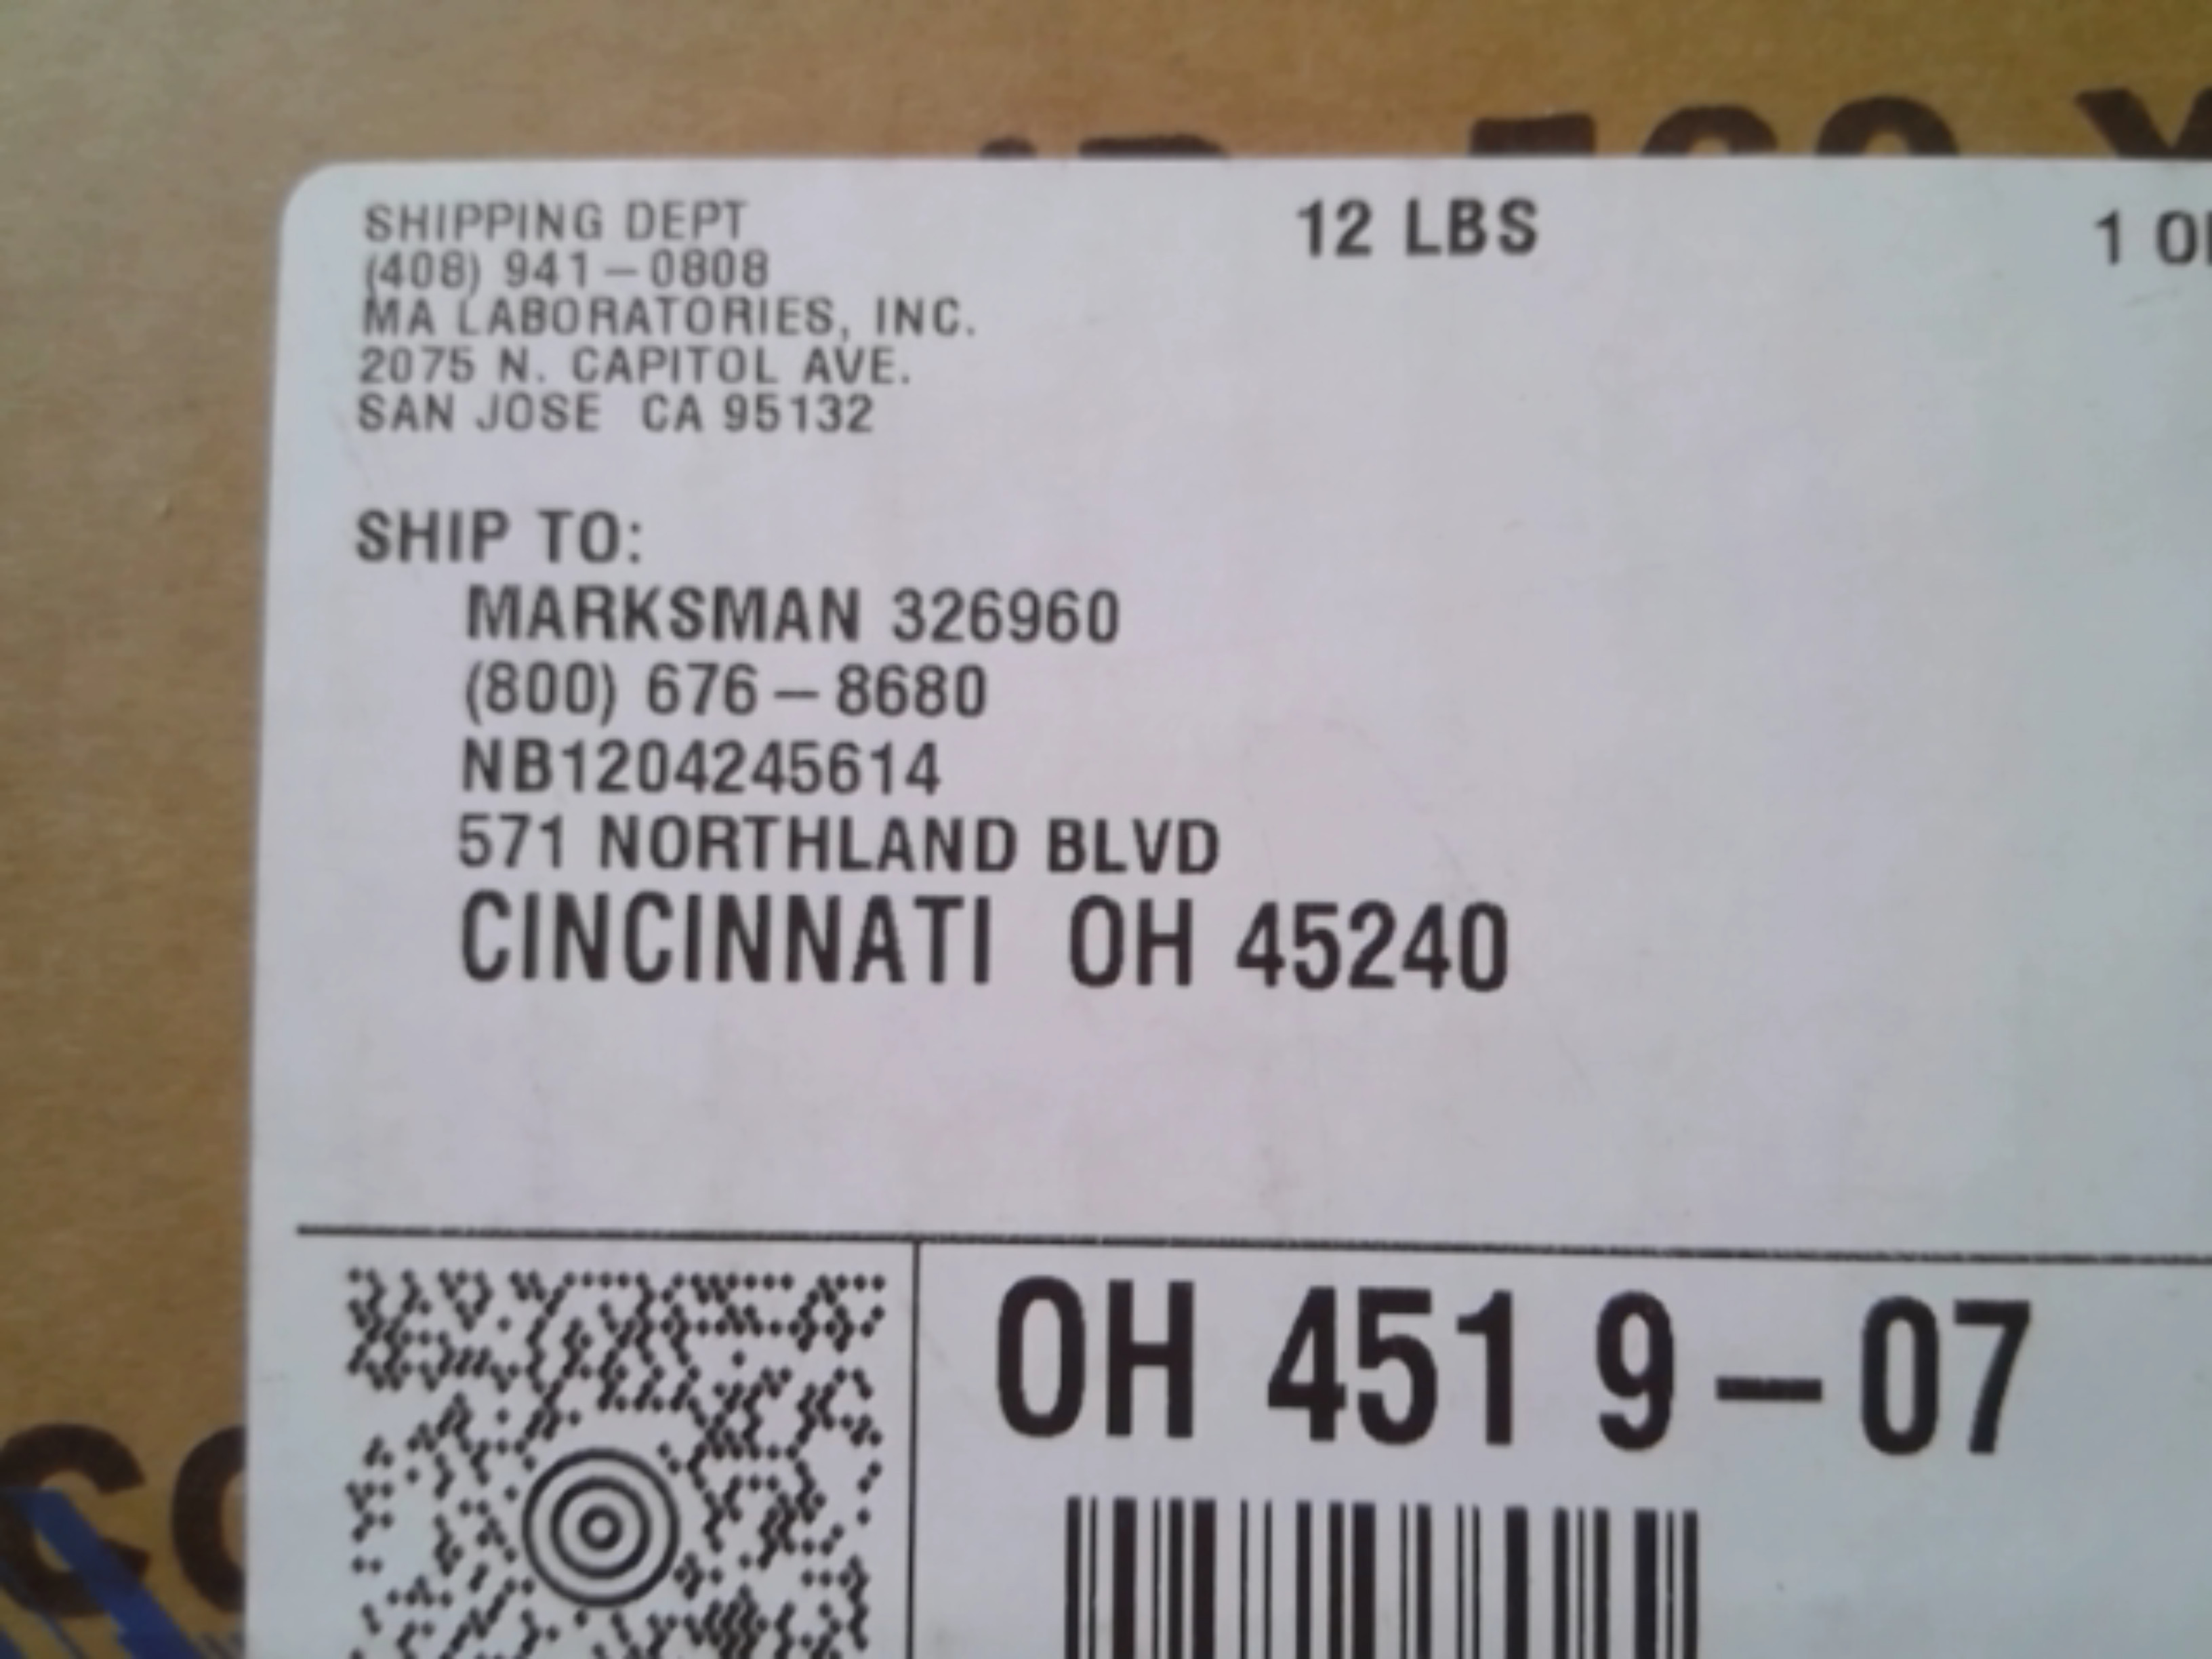 SHIPPING DEPT
12 LBS
1
(408) 941-0808
MA LABORATORIES, INC.
2075 N. CAPITOL AVE.
SAN JOSE CA 95132
SHIP TO:
MARKSMAN 326960
(800) 676-8680
NB1204245614
571 NORTHLAND BLVD
CINCINNATI OH 45240
OH 451 9-07